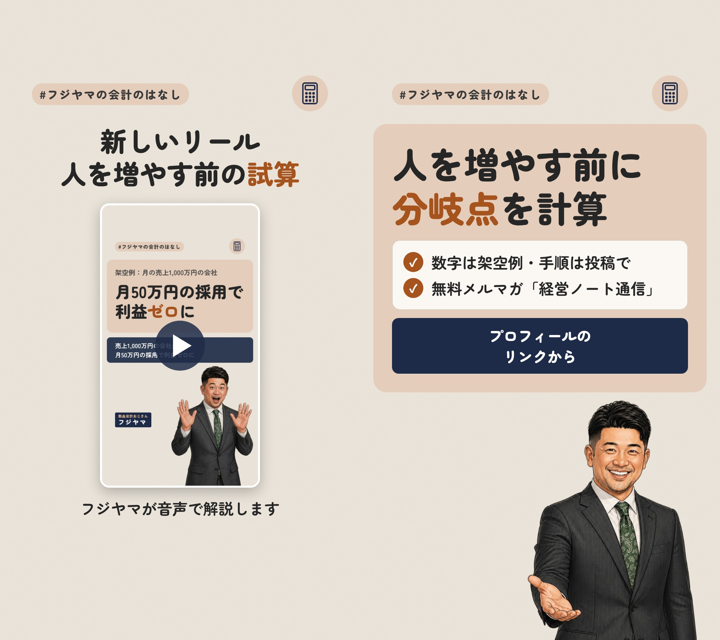 #フジヤマの会計のはなし
新しいリール
人を増やす前の試算
#フジヤマの会計のはなし
架空例：月の売上1,000万円の会社
月50万円の採用で
利益ゼロに
売上1,000万円
月50万円の採用
フジヤマ
フジヤマが音声で解説します
#フジヤマの会計のはなし
人を増やす前に
分岐点を計算
数字は架空例・手順は投稿で
無料メルマガ「経営ノート通信」
プロフィールの
リンクから